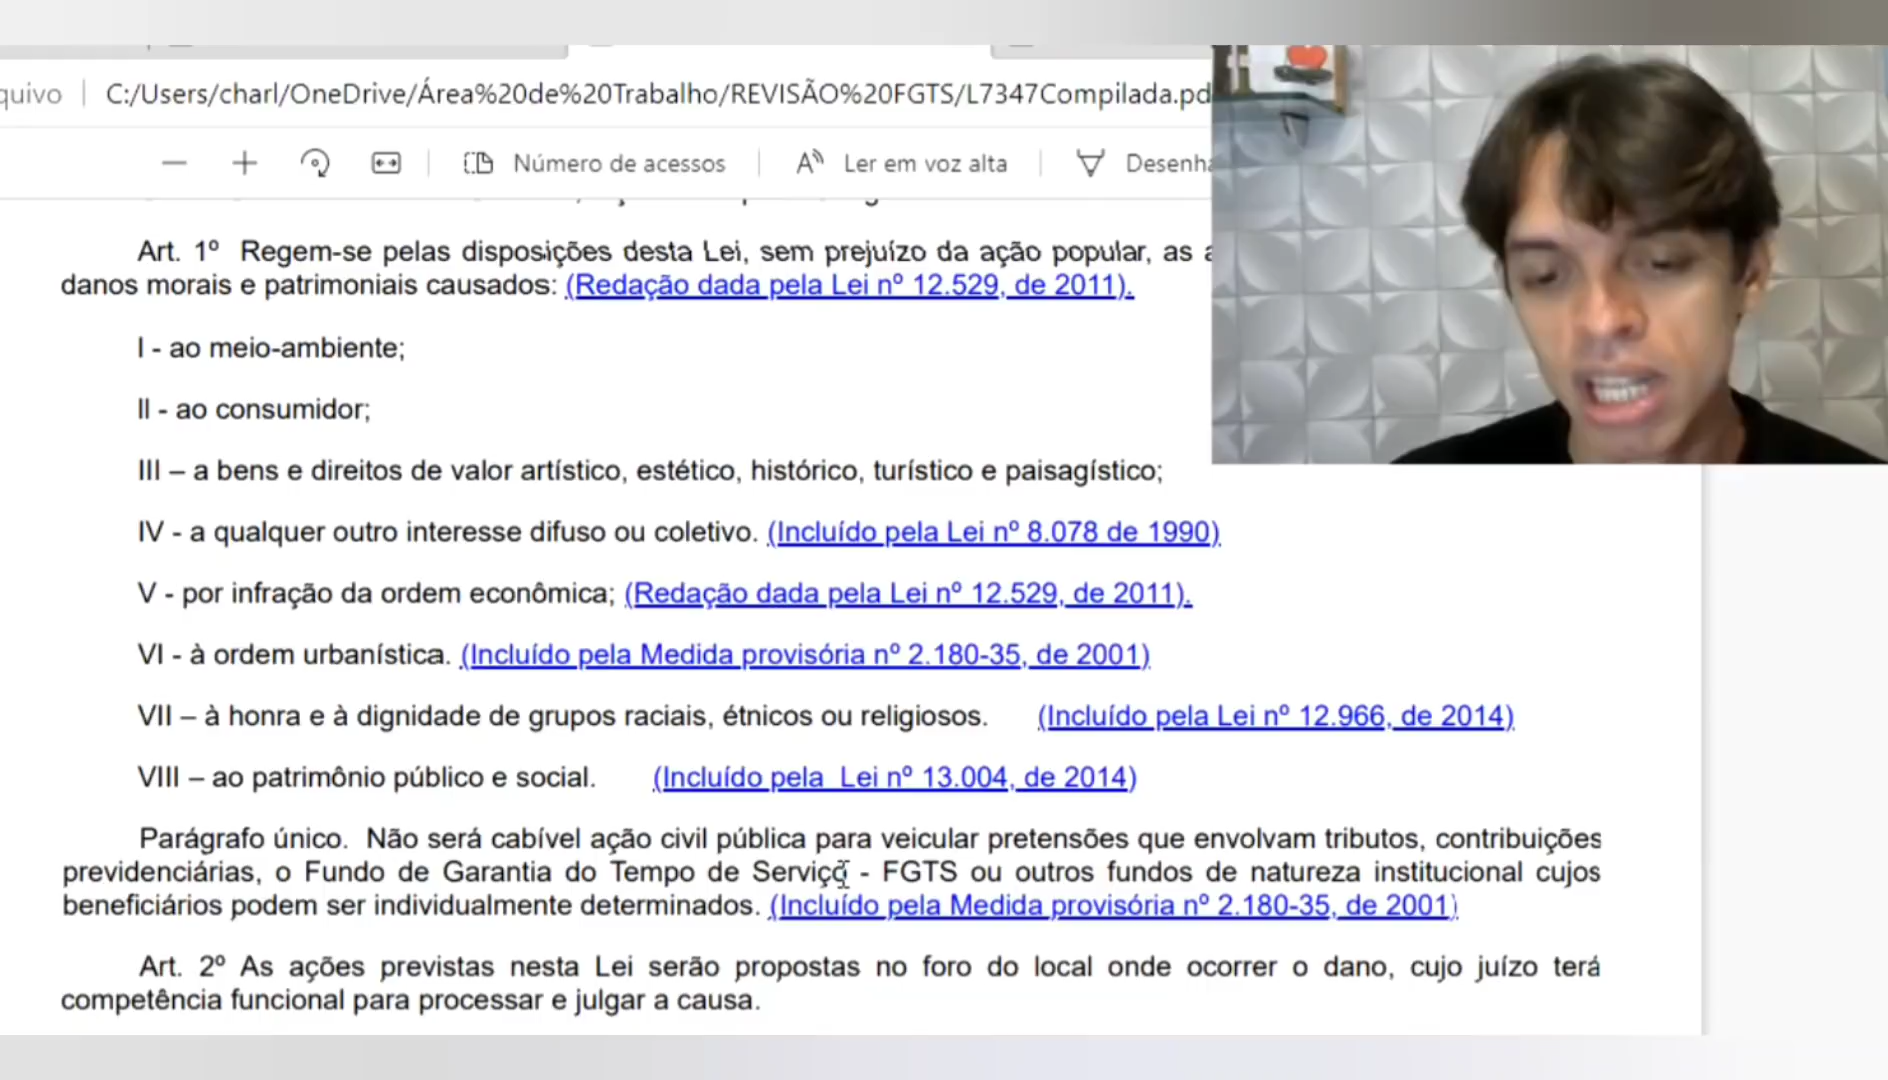 quivo | C:/Users/charl/OneDrive/Área%20de%20Trabalho/REVISÃO%20FGTS/L7347Compilada.pd
Número de acessos
Ler em voz alta
Desenha
Art. 1º Regem-se pelas disposições desta Lei, sem prejuízo da ação popular, as a
danos morais e patrimoniais causados: (Redação dada pela Lei nº 12.529, de 2011).
I - ao meio-ambiente;
II - ao consumidor;
III – a bens e direitos de valor artístico, estético, histórico, turístico e paisagístico;
IV - a qualquer outro interesse difuso ou coletivo. (Incluído pela Lei nº 8.078 de 1990)
V - por infração da ordem econômica; (Redação dada pela Lei nº 12.529, de 2011).
VI - à ordem urbanística. (Incluído pela Medida provisória nº 2.180-35, de 2001)
VII – à honra e à dignidade de grupos raciais, étnicos ou religiosos. (Incluído pela Lei nº 12.966, de 2014)
VIII – ao patrimônio público e social. (Incluído pela Lei nº 13.004, de 2014)
Parágrafo único. Não será cabível ação civil pública para veicular pretensões que envolvam tributos, contribuições
previdenciárias, o Fundo de Garantia do Tempo de Serviço - FGTS ou outros fundos de natureza institucional cujos
beneficiários podem ser individualmente determinados. (Incluído pela Medida provisória nº 2.180-35, de 2001)
Art. 2º As ações previstas nesta Lei serão propostas no foro do local onde ocorrer o dano, cujo juízo terá
competência funcional para processar e julgar a causa.